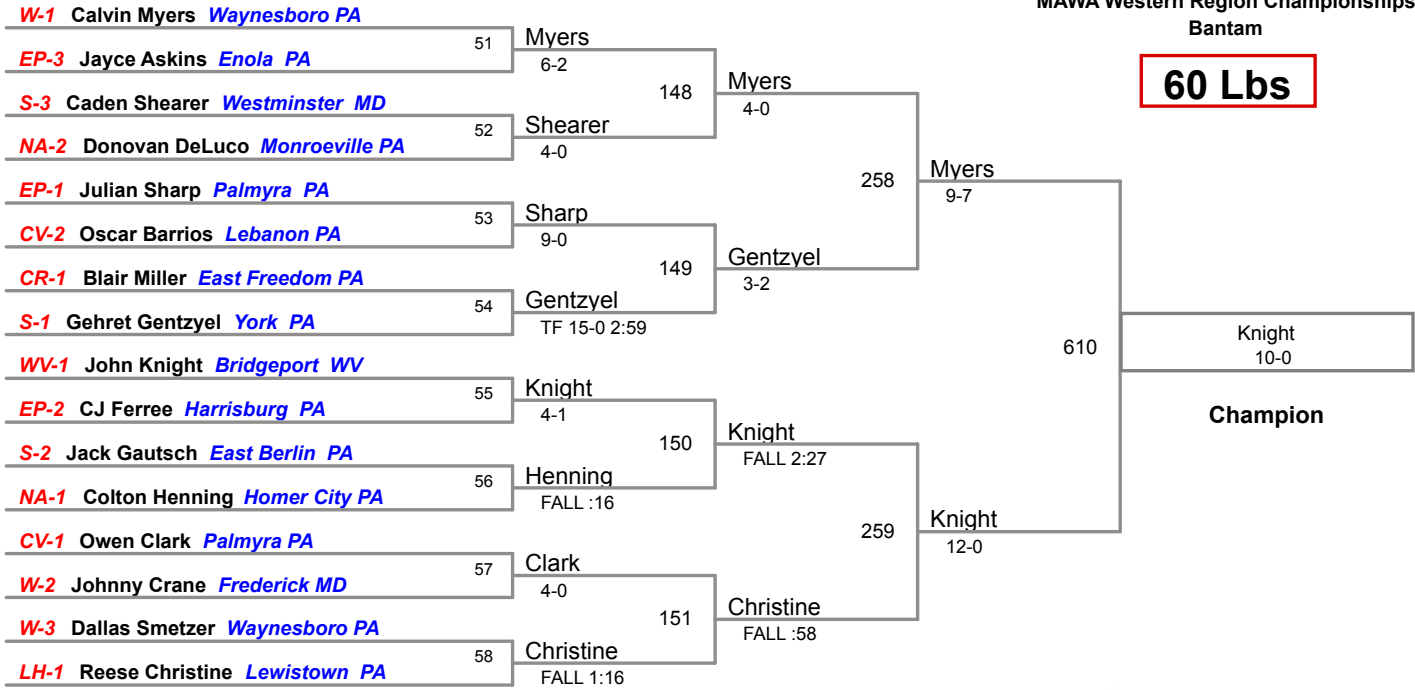 MAWA Western Region Championships
Bantam
60 Lbs
W-1 Calvin Myers Waynesboro PA
51
EP-3 Jayce Askins Enola PA
Myers
6-2
S-3 Caden Shearer Westminster MD
52
NA-2 Donovan DeLuco Monroeville PA
Shearer
4-0
148
Myers
4-0
EP-1 Julian Sharp Palmyra PA
53
CV-2 Oscar Barrios Lebanon PA
Sharp
9-0
CR-1 Blair Miller East Freedom PA
54
S-1 Gehret Gentzyel York PA
Gentzyel
TF 15-0 2:59
149
Gentzyel
3-2
258
Myers
9-7
WV-1 John Knight Bridgeport WV
55
EP-2 CJ Ferree Harrisburg PA
Knight
4-1
S-2 Jack Gautsch East Berlin PA
56
NA-1 Colton Henning Homer City PA
Henning
FALL :16
150
Knight
FALL 2:27
CV-1 Owen Clark Palmyra PA
57
W-2 Johnny Crane Frederick MD
Clark
4-0
W-3 Dallas Smetzer Waynesboro PA
58
LH-1 Reese Christine Lewistown PA
Christine
FALL 1:16
151
Christine
FALL :58
259
Knight
12-0
610
Knight
10-0
Champion